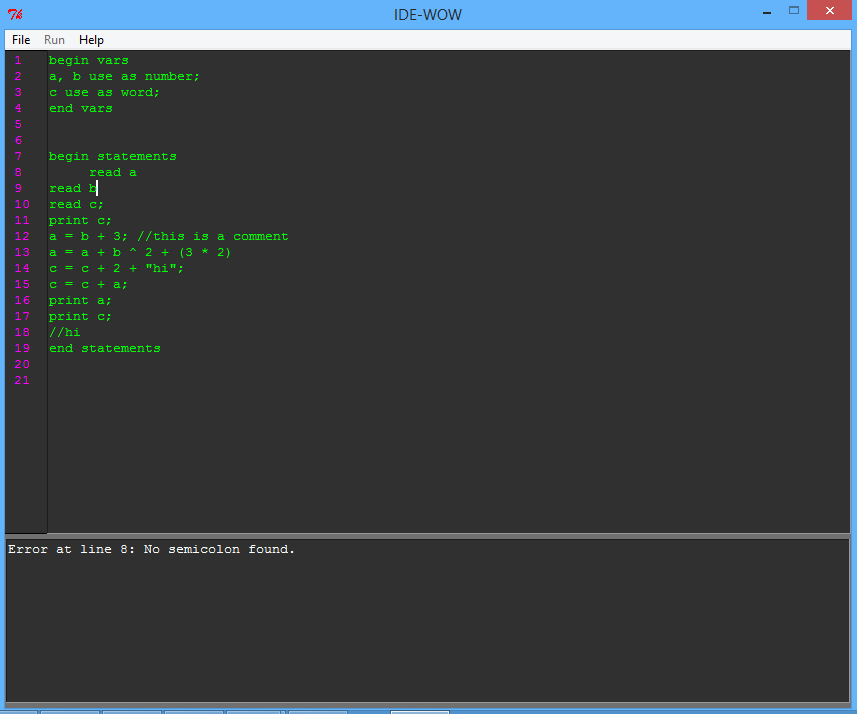 IDE-WOW
File Run Help
1 begin vars
2 a, b use as number;
3 c use as word;
4 end vars
5
6
7 begin statements
8 read a
9 read b
10 read c;
11 print c;
12 a = b + 3; //this is a comment
13 a = a + b ^ 2 + (3 * 2)
14 c = c + 2 + "hi";
15 c = c + a;
16 print a;
17 print c;
18 //hi
19 end statements
20
21
Error at line 8: No semicolon found.